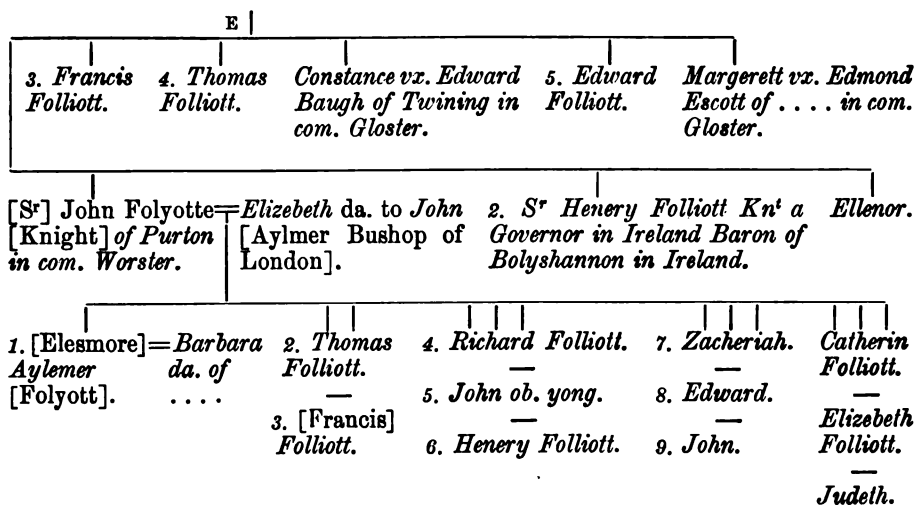 E
3. Francis
Folliott.
4. Thomas
Folliott.
Constance vx. Edward
Baugh of Twining in
com. Gloster.
5. Edward
Folliott.
Margerett vx. Edmond
Escott of . . . . in com.
Gloster.
[Sr] John Folyotte=
[Knight] of Purton
in com. Worster.
Elizebeth da. to John
[Aylmer Bushop of
London].
2. Sr Henery Folliott Knt a
Governor in Ireland Baron of
Bolyshannon in Ireland.
Ellenor.
1. [Elesmore]=
Aylemer
[Folyott].
Barbara
da. of
. . . .
2. Thomas
Folliott.
—
3. [Francis]
Folliott.
4. Richard Folliott.
—
5. John ob. yong.
—
6. Henery Folliott.
7. Zacheriah.
—
8. Edward.
—
9. John.
Catherin
Folliott.
—
Elizebeth
Folliott.
—
Judeth.